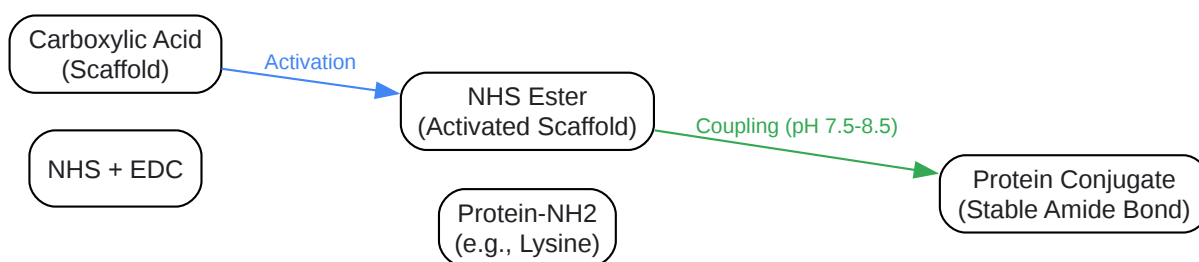 Carboxylic Acid
(Scaffold)
Activation
NHS + EDC
NHS Ester
(Activated Scaffold)
Coupling (pH 7.5-8.5)
Protein-NH2
(e.g., Lysine)
Protein Conjugate
(Stable Amide Bond)